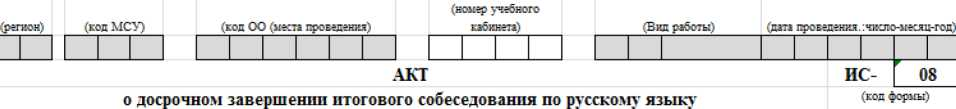 (номер учебного
(регион) (код МСУ) (код ОО (места проведения) кабинета) (Вид работы) (дата проведения.:число-месяц-год)
АКТ ИС- 08
о досрочном завершении итогового собеседования по русскому языку (код формы)